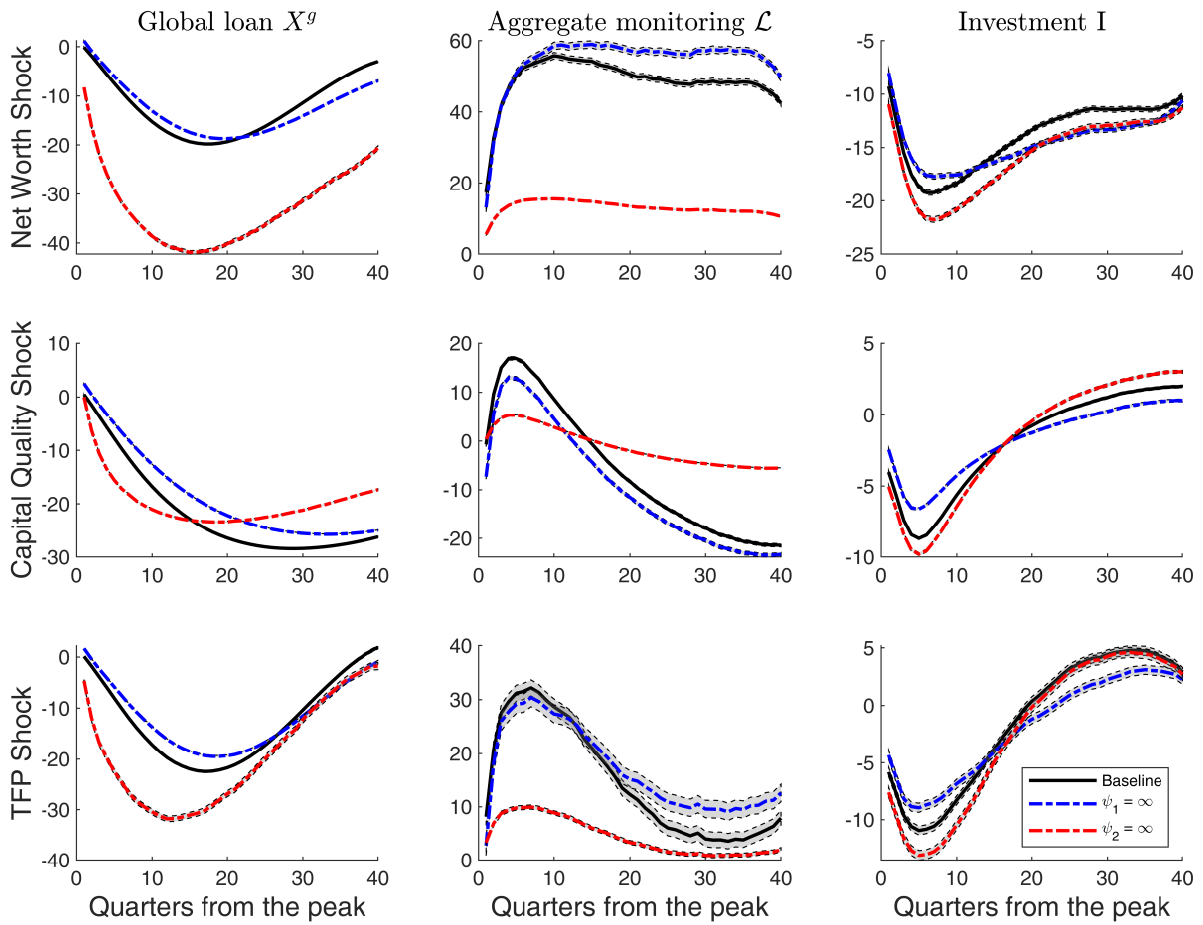 Global loan X^g
Aggregate monitoring ℒ
Investment I
Net Worth Shock
0
-10
-20
-30
-40
0 10 20 30 40
60
40
20
0
0 10 20 30 40
-5
-10
-15
-20
-25
0 10 20 30 40
Capital Quality Shock
10
0
-10
-20
-30
0 10 20 30 40
20
10
0
-10
-20
0 10 20 30 40
5
0
-5
-10
0 10 20 30 40
TFP Shock
0
-10
-20
-30
-40
0 10 20 30 40
Quarters from the peak
40
30
20
10
0
0 10 20 30 40
Quarters from the peak
5
0
-5
-10
0 10 20 30 40
Quarters from the peak
Baseline
ψ₁ = ∞
ψ₂ = ∞